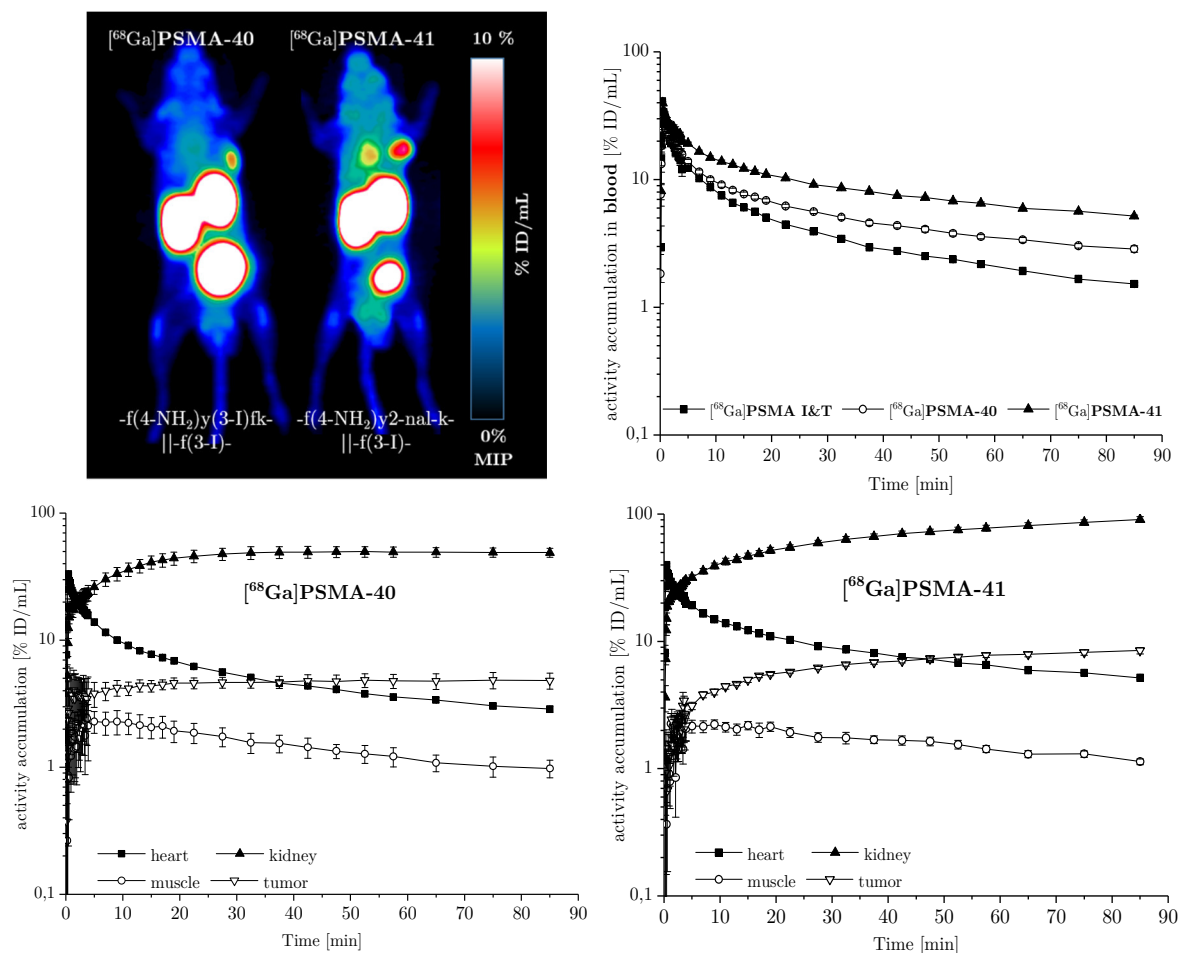 [⁶⁸Ga]PSMA-40 [⁶⁸Ga]PSMA-41 10 %
% ID/mL
-f(4-NH₂)y(3-I)fk- -f(4-NH₂)y2-nal-k-
||-f(3-I)- ||-f(3-I)-
0%
MIP
activity accumulation in blood [% ID/mL]
100
10
1
0,1
[⁶⁸Ga]PSMA I&T [⁶⁸Ga]PSMA-40 [⁶⁸Ga]PSMA-41
0 10 20 30 40 50 60 70 80 90
Time [min]
activity accumulation [% ID/mL]
100
10
1
0,1
[⁶⁸Ga]PSMA-40
heart kidney
muscle tumor
0 10 20 30 40 50 60 70 80 90
Time [min]
activity accumulation [% ID/mL]
100
10
1
0,1
[⁶⁸Ga]PSMA-41
heart kidney
muscle tumor
0 10 20 30 40 50 60 70 80 90
Time [min]